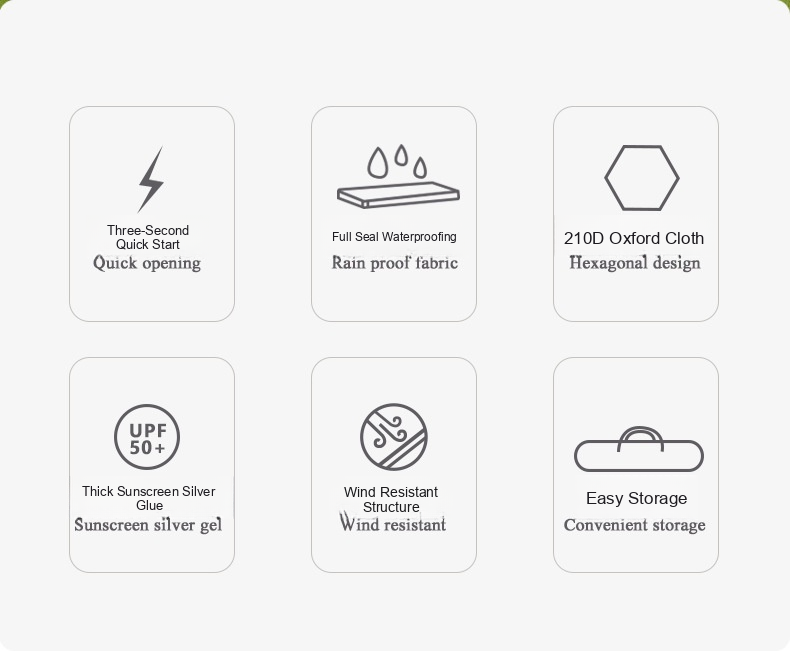 Three-Second
Quick Start
Quick opening
Full Seal Waterproofing
Rain proof fabric
210D Oxford Cloth
Hexagonal design
UPF
50+
Thick Sunscreen Silver
Glue
Sunscreen silver gel
Wind Resistant
Structure
Wind resistant
Easy Storage
Convenient storage